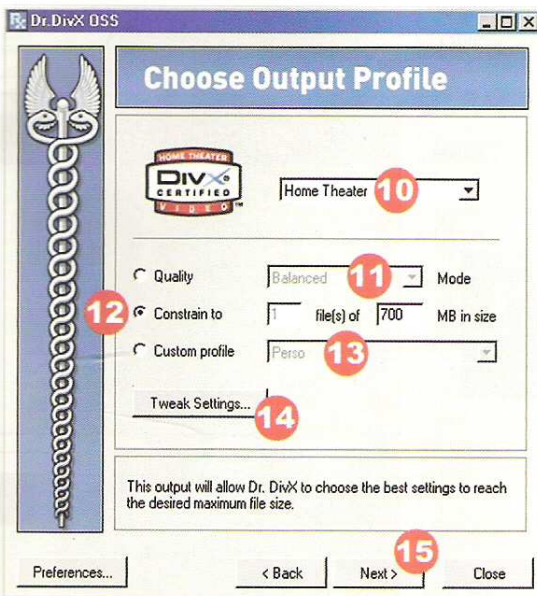 Dr.DivX OSS
Choose Output Profile
HOME THEATER
DIVX
CERTIFIED
VIDEO™
Home Theater 10
Quality Balanced 11 Mode
12 Constrain to 1 file(s) of 700 MB in size
Custom profile Perso 13
Tweak Settings... 14
This output will allow Dr. DivX to choose the best settings to reach
the desired maximum file size.
15
Preferences... < Back Next > Close